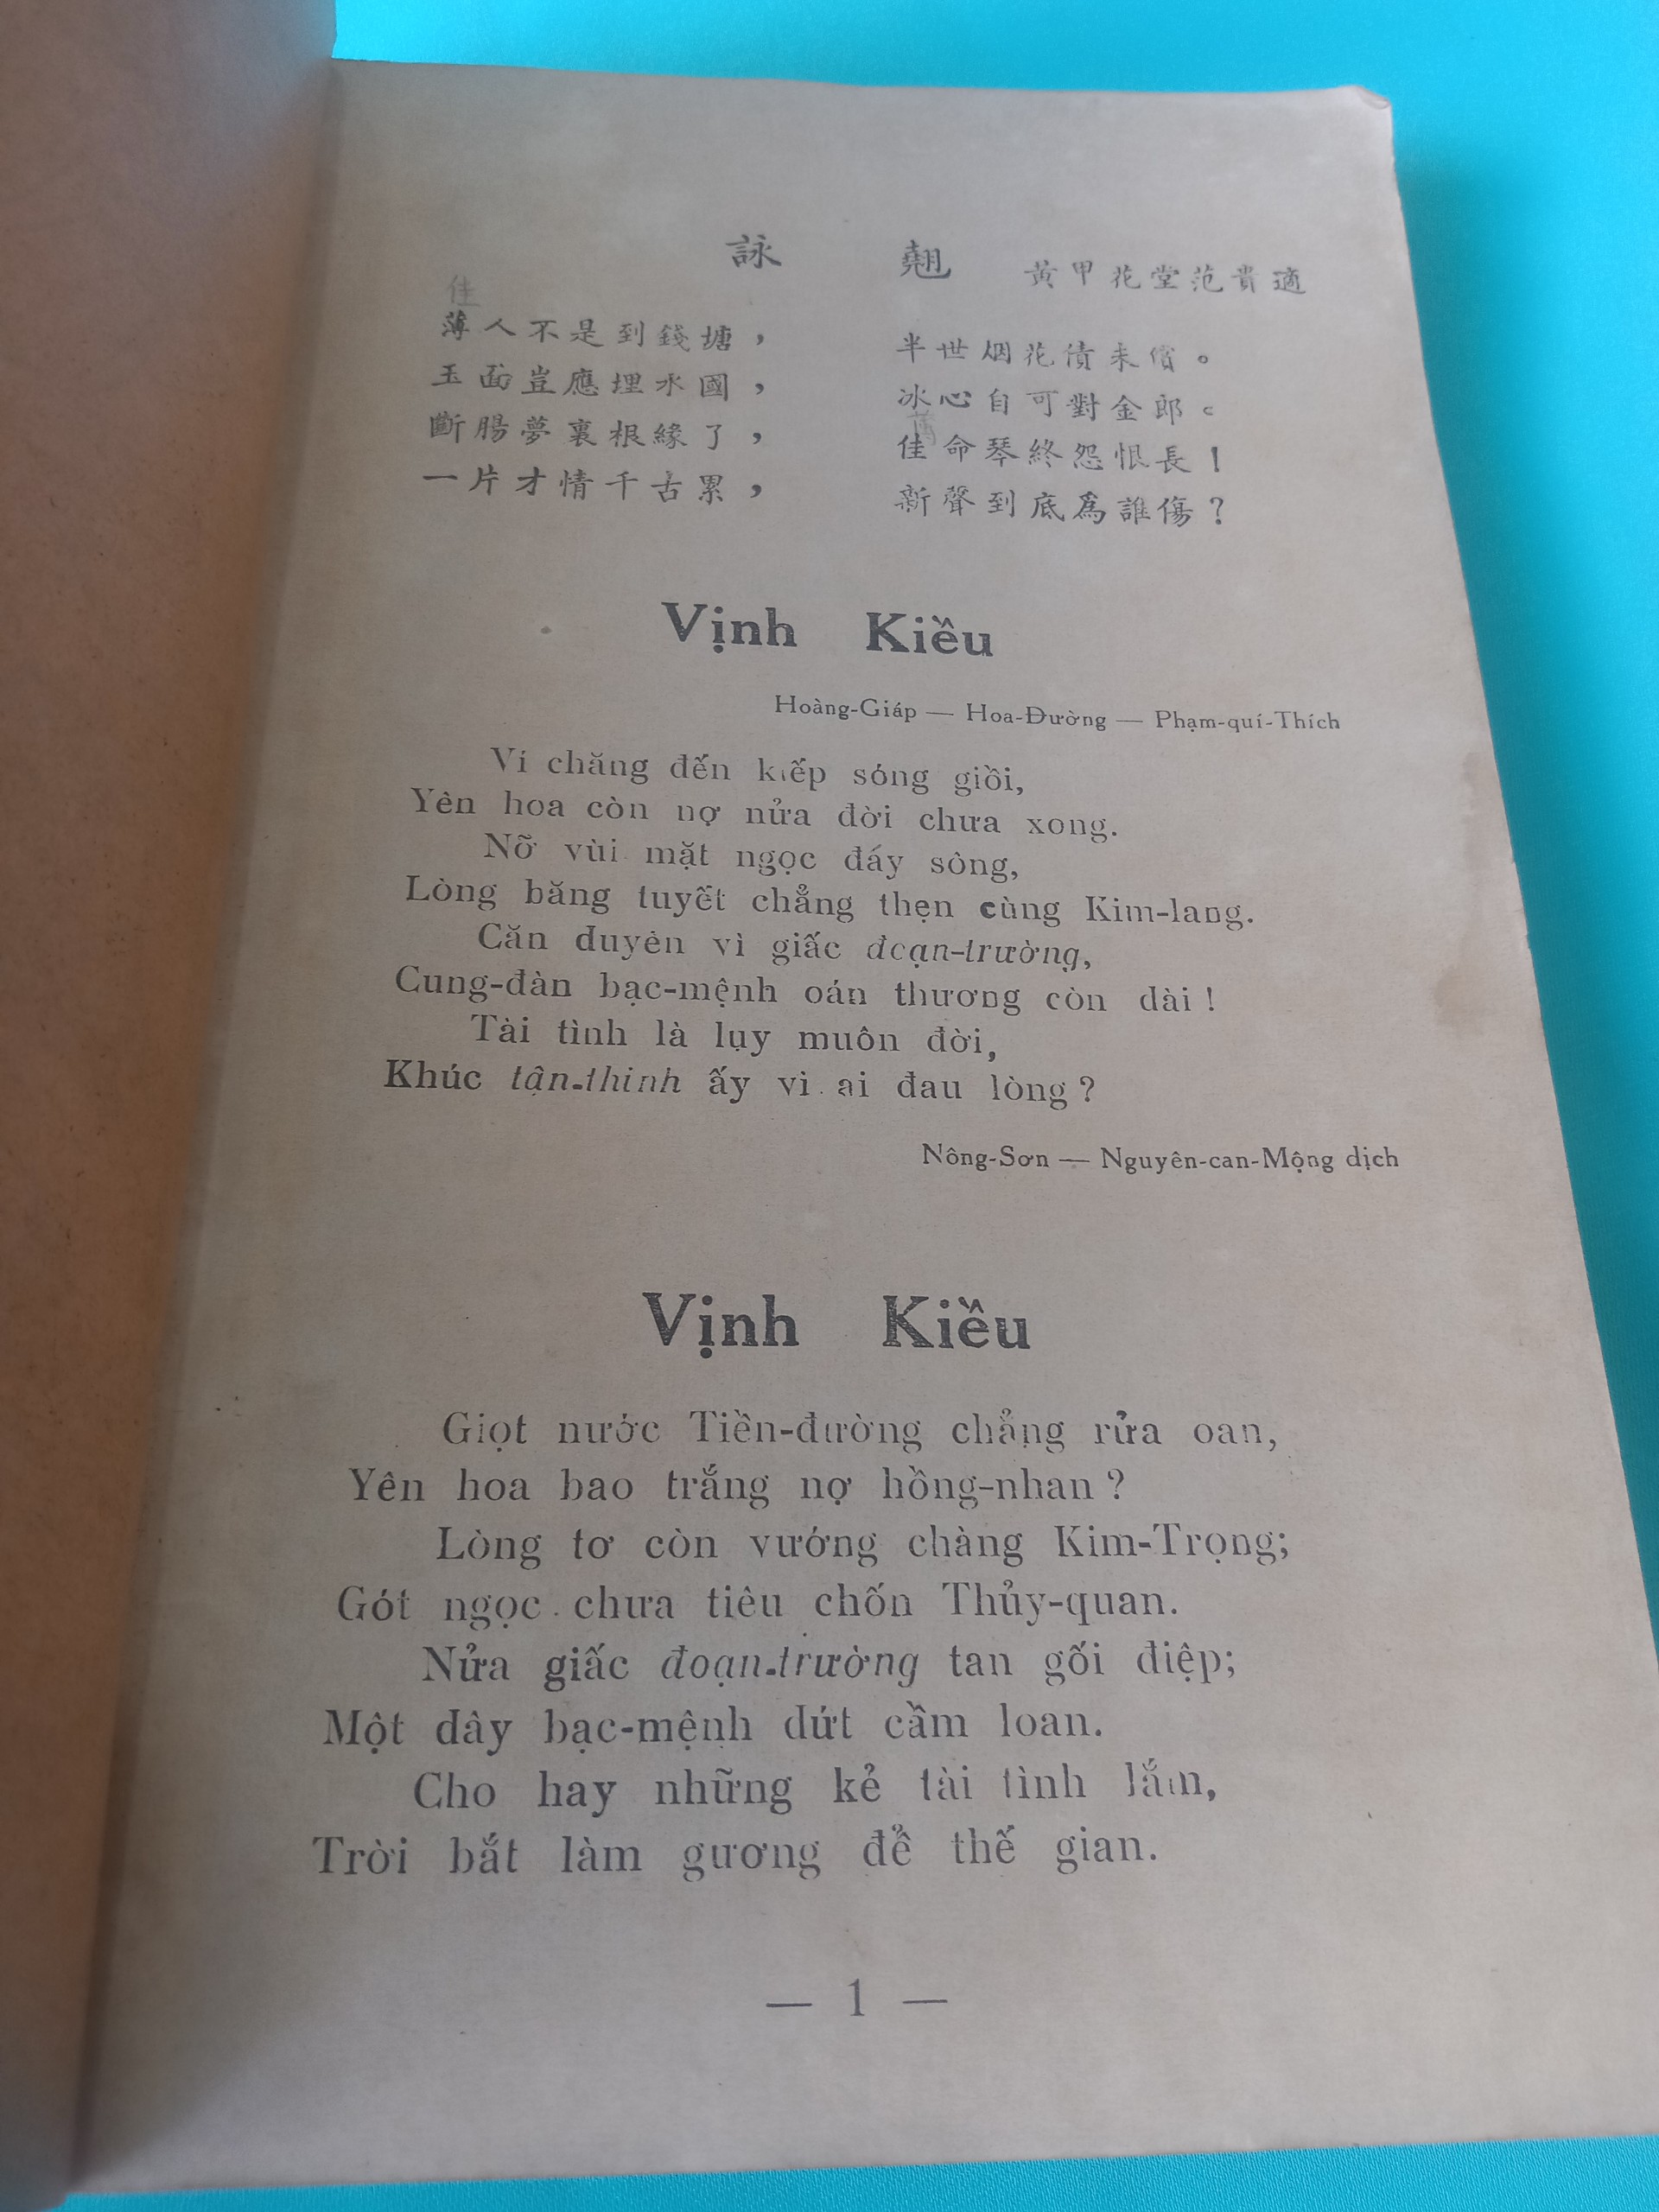 詠 翹 黃甲花堂范貴適
佳
薄人不是到錢塘， 半世烟花債未償。
玉面豈應埋水國， 冰心自可對金郎。
薄
斷腸夢裏根緣了， 佳命琴終怨恨長！
一片才情千古累， 新聲到底爲誰傷？
Vịnh Kiều
Hoàng-Giáp — Hoa-Đường — Phạm-quí-Thích
Ví chăng đến kiếp sóng giồi,
Yên hoa còn nợ nửa đời chưa xong.
Nỡ vùi mặt ngọc đáy sông,
Lòng băng tuyết chẳng thẹn cùng Kim-lang.
Căn duyên vì giấc đoạn-trường,
Cung-đàn bạc-mệnh oán thương còn dài !
Tài tình là lụy muôn đời,
Khúc tân-thinh ấy vì ai đau lòng ?
Nông-Sơn — Nguyên-can-Mộng dịch
Vịnh Kiều
Giọt nước Tiền-đường chẳng rửa oan,
Yên hoa bao trắng nợ hồng-nhan ?
Lòng tơ còn vướng chàng Kim-Trọng;
Gót ngọc chưa tiêu chốn Thủy-quan.
Nửa giấc đoạn-trường tan gối điệp;
Một dây bạc-mệnh dứt cầm loan.
Cho hay những kẻ tài tình lắm,
Trời bắt làm gương để thế gian.
— 1 —